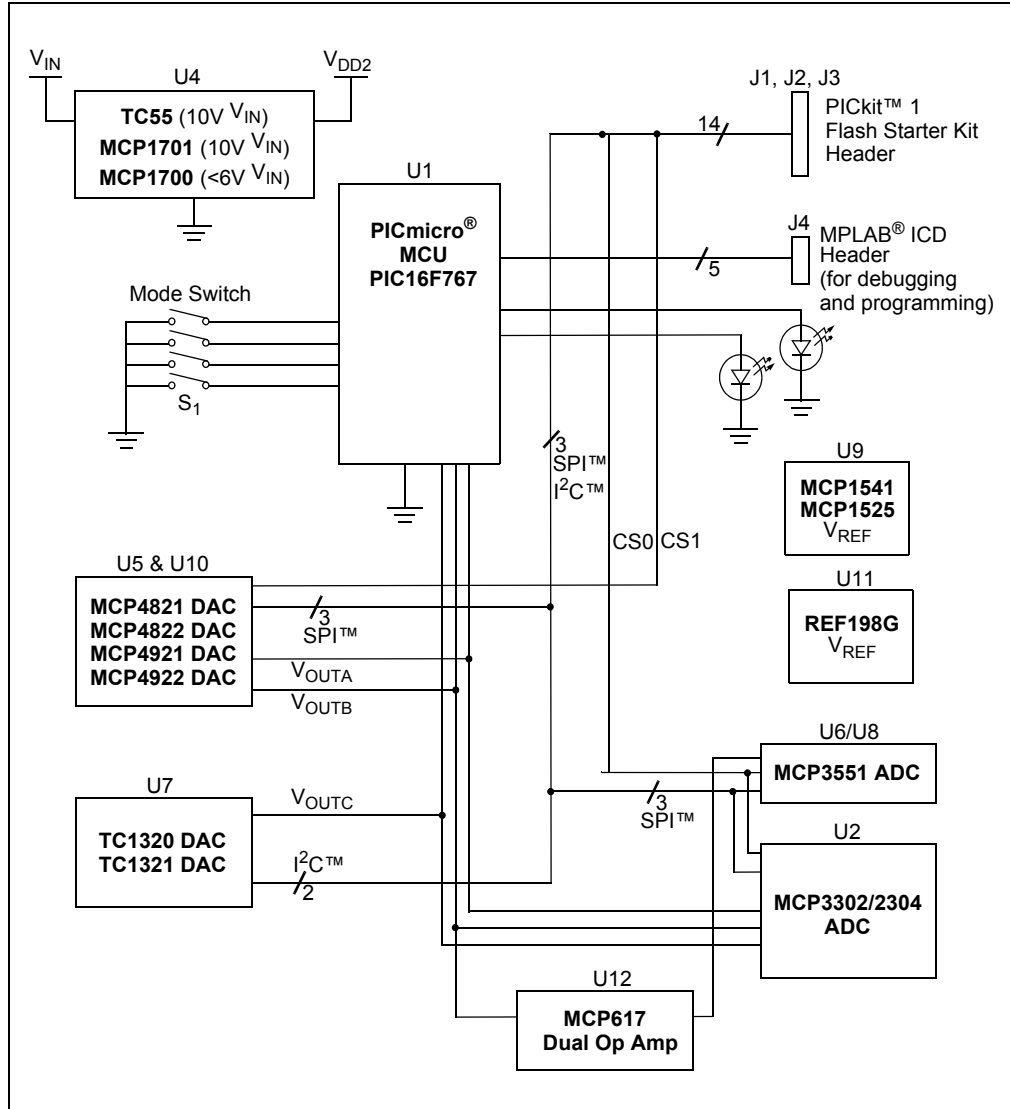 VIN
U4
VDD2
TC55 (10V VIN)
MCP1701 (10V VIN)
MCP1700 (<6V VIN)
J1, J2, J3
PICkit™ 1
Flash Starter Kit
Header
14
U1
PICmicro®
MCU
PIC16F767
J4
MPLAB® ICD
Header
(for debugging
and programming)
5
Mode Switch
S1
3
SPI™
I²C™
CS0
CS1
U9
MCP1541
MCP1525
VREF
U11
REF198G
VREF
U5 & U10
MCP4821 DAC
MCP4822 DAC
MCP4921 DAC
MCP4922 DAC
3
SPI™
VOUTA
VOUTB
U6/U8
MCP3551 ADC
3
SPI™
U7
TC1320 DAC
TC1321 DAC
VOUTC
I²C™
2
U2
MCP3302/2304
ADC
U12
MCP617
Dual Op Amp